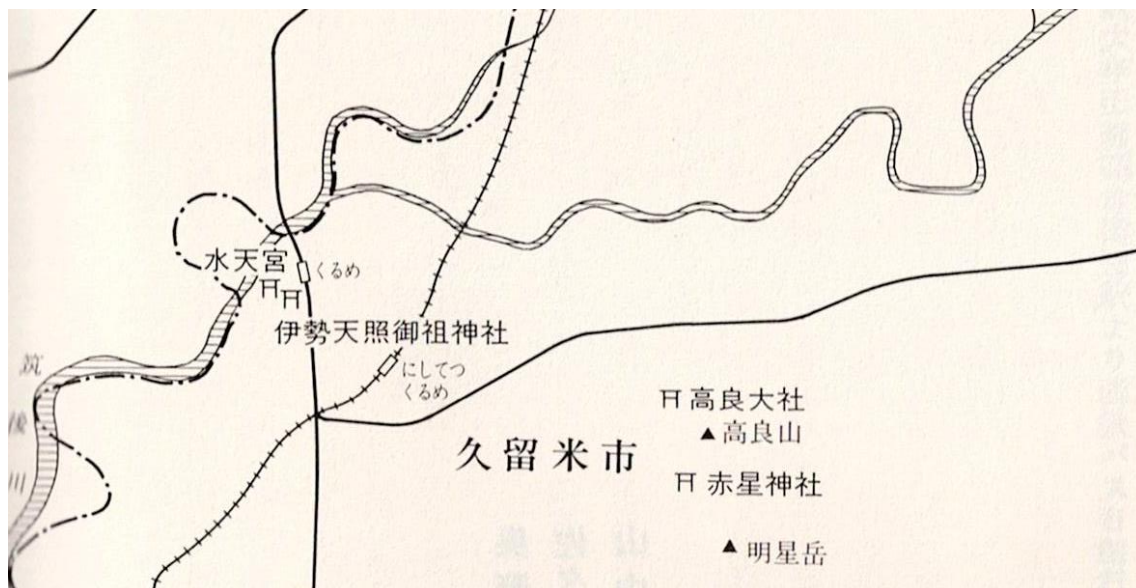 水天宮
くるめ
伊勢天照御祖神社
にしてつ
くるめ
筑後川
高良大社
高良山
久留米市
赤星神社
明星岳